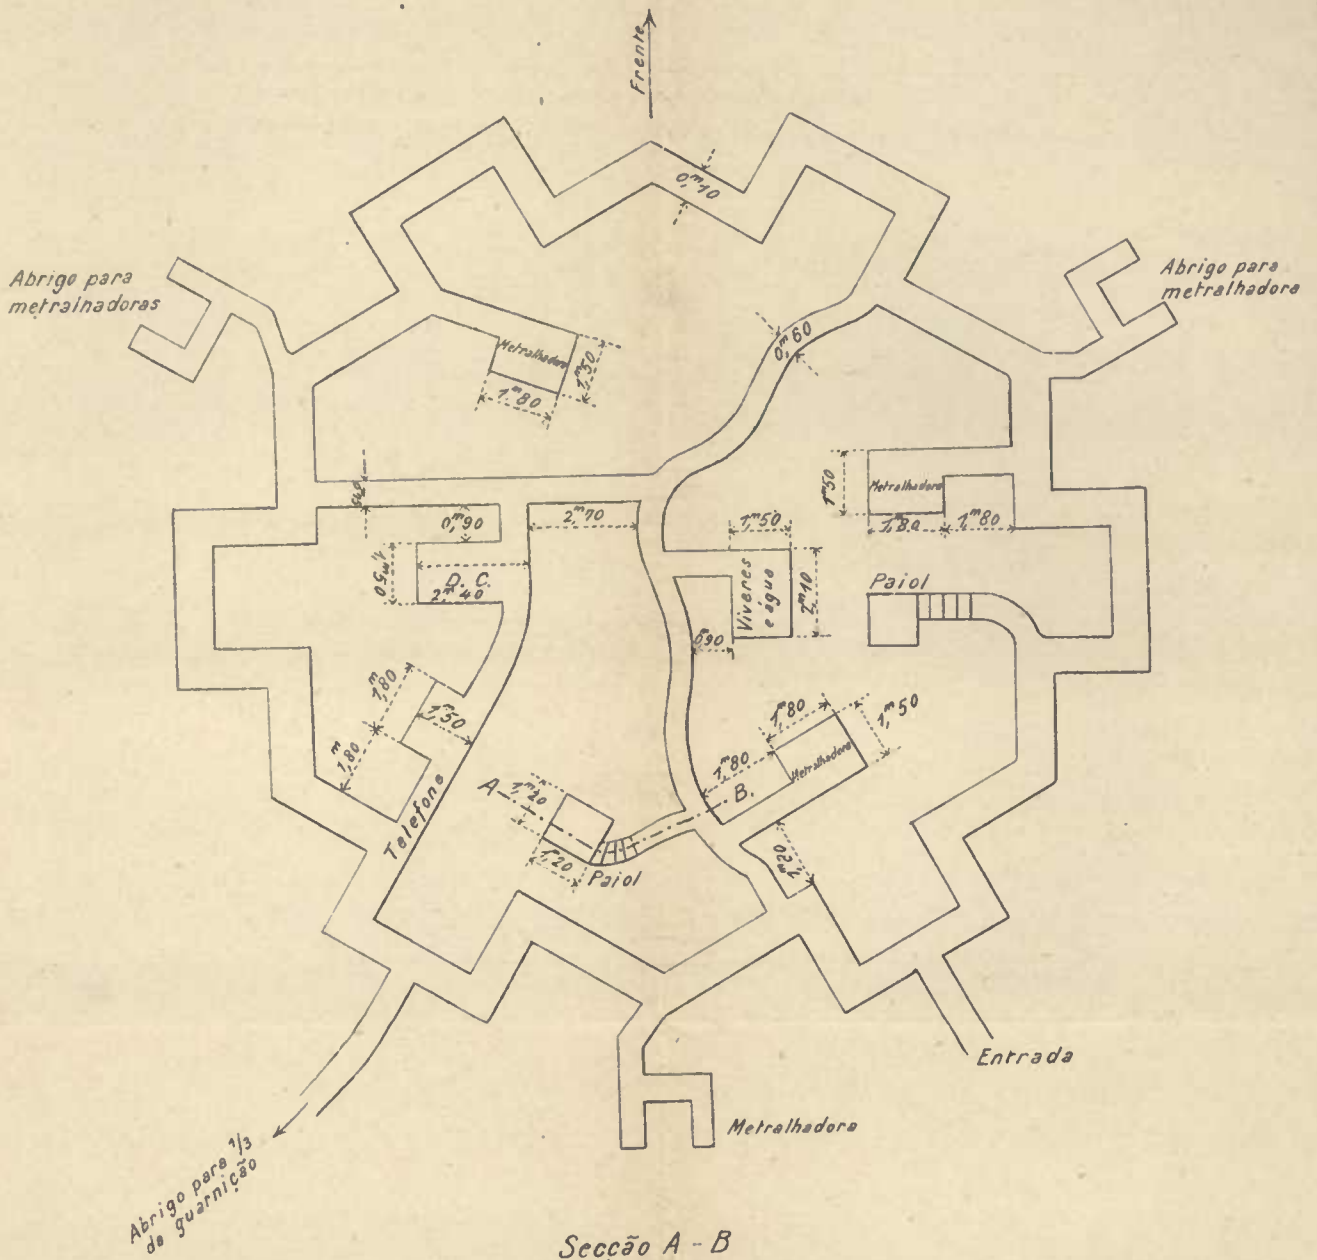 Frente
0,ᵐ70
Abrigo para
metralhadoras
Abrigo para
metralhadora
0,ᵐ60
Metralhadora
1,ᵐ50
1,ᵐ80
1,ᵐ50
Metralhadora
1,ᵐ80
1,ᵐ80
0,ᵐ90
2,ᵐ70
1,ᵐ50
1,ᵐ50
D. C.
2,ᵐ40
Viveres
e água
2,ᵐ10
Paiol
0,ᵐ90
1,ᵐ80
1,ᵐ50
1,ᵐ80
1,ᵐ80
1,ᵐ50
1,ᵐ80
Metralhadora
A
B.
1,ᵐ20
1,ᵐ20
Telefone
Paiol
1,ᵐ20
Entrada
Metralhadora
Abrigo para 1/3
da guarnição
Secção A - B